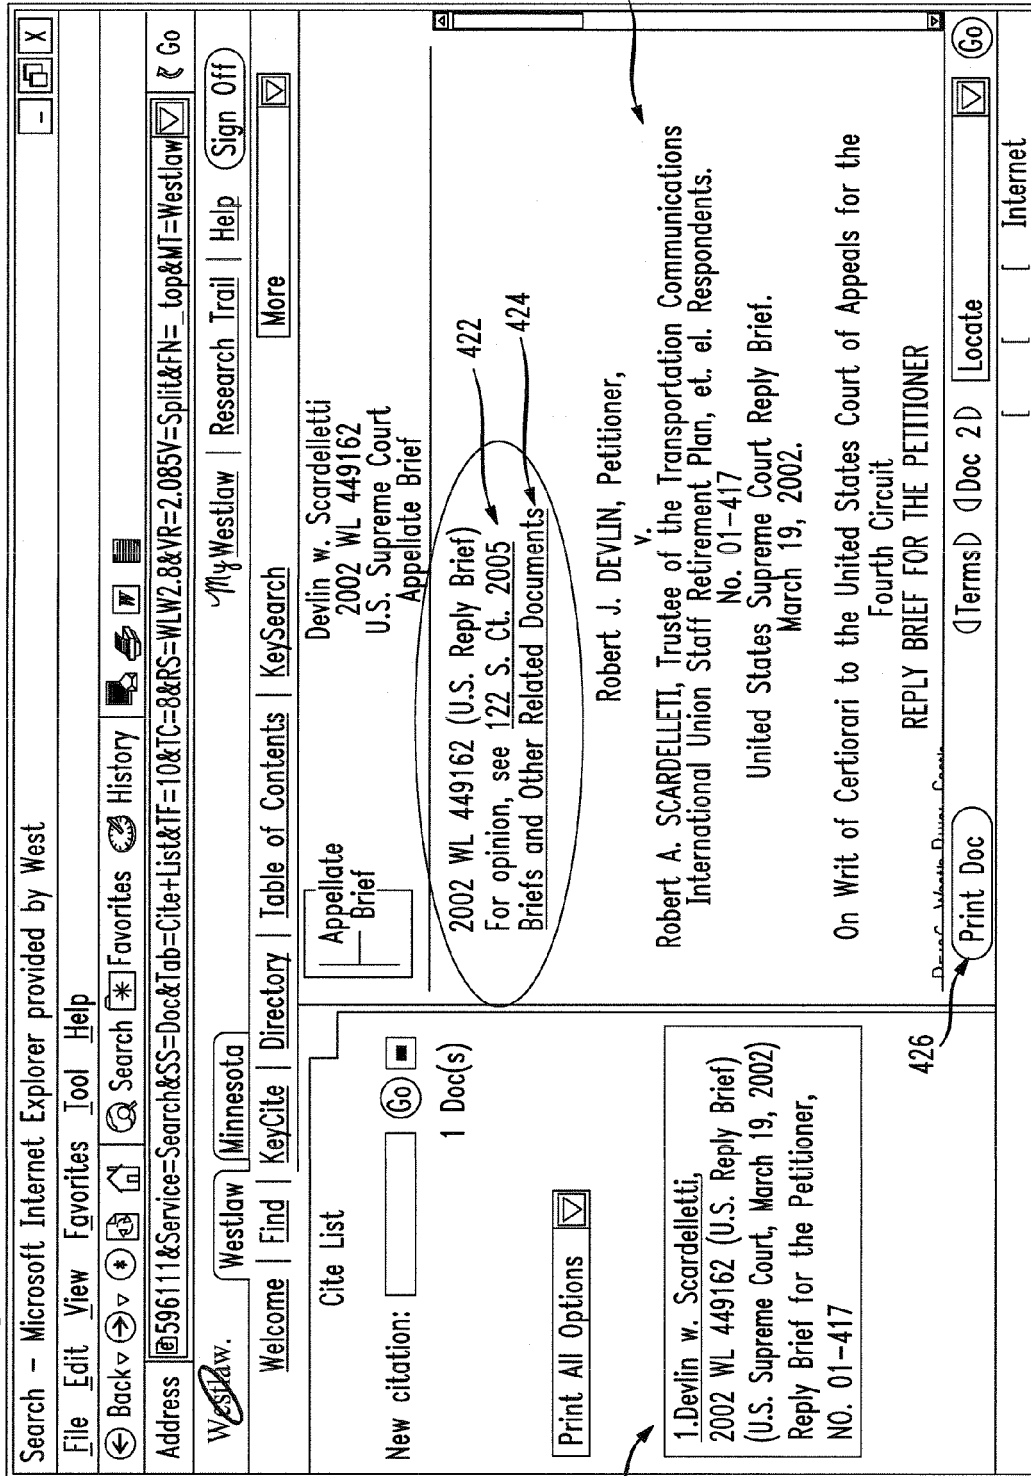 Search – Microsoft Internet Explorer provided by West
_
X
File Edit View Favorites Tool Help
Back Search * Favorites History W
Address e 596111&Service=Search&SS=Doc&Tab=Cite+List&TF=10&TC=8&RS=WLW2.8&VR=2.085V=Split&FN=_top&MT=Westlaw Go
Westlaw. Westlaw Minnesota
My Westlaw | Research Trail | Help Sign Off
Welcome | Find | KeyCite | Directory | Table of Contents | KeySearch More
Cite List
New citation: Go
1 Doc(s)
Print All Options
1.Devlin w. Scardelletti,
2002 WL 449162 (U.S. Reply Brief)
(U.S. Supreme Court, March 19, 2002)
Reply Brief for the Petitioner,
NO. 01–417
426
Appellate
Brief
Devlin w. Scardelletti
2002 WL 449162
U.S. Supreme Court
Appellate Brief
2002 WL 449162 (U.S. Reply Brief)
For opinion, see 122 S. Ct. 2005
Briefs and Other Related Documents
422
424
Robert J. DEVLIN, Petitioner,
v.
Robert A. SCARDELLETI, Trustee of the Transportation Communications
International Union Staff Retirement Plan, et. el. Respondents.
No. 01–417
United States Supreme Court Reply Brief.
March 19, 2002.
On Writ of Certiorari to the United States Court of Appeals for the
Fourth Circuit
REPLY BRIEF FOR THE PETITIONER
Print Doc Terms Doc 2 Locate Go
Internet